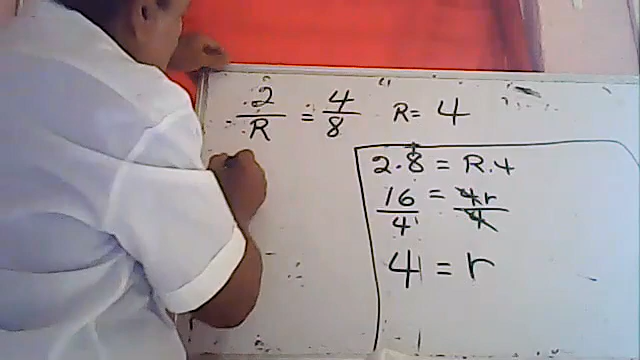 2/R = 4/8 R= 4
2.8 = R.4
16/4 = 4r/4
4 = r